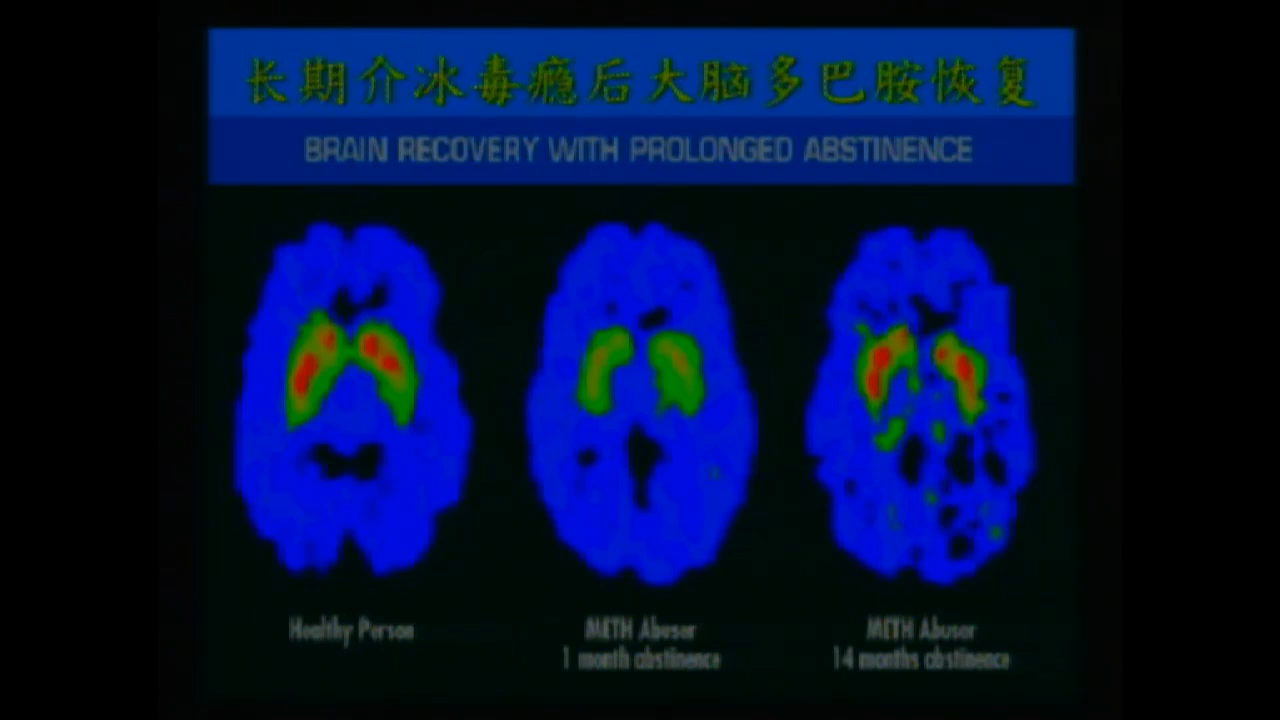 长期介冰毒瘾后大脑多巴胺恢复
BRAIN RECOVERY WITH PROLONGED ABSTINENCE
Healthy Person
METH Abuser
1 month abstinence
METH Abuser
14 months abstinence